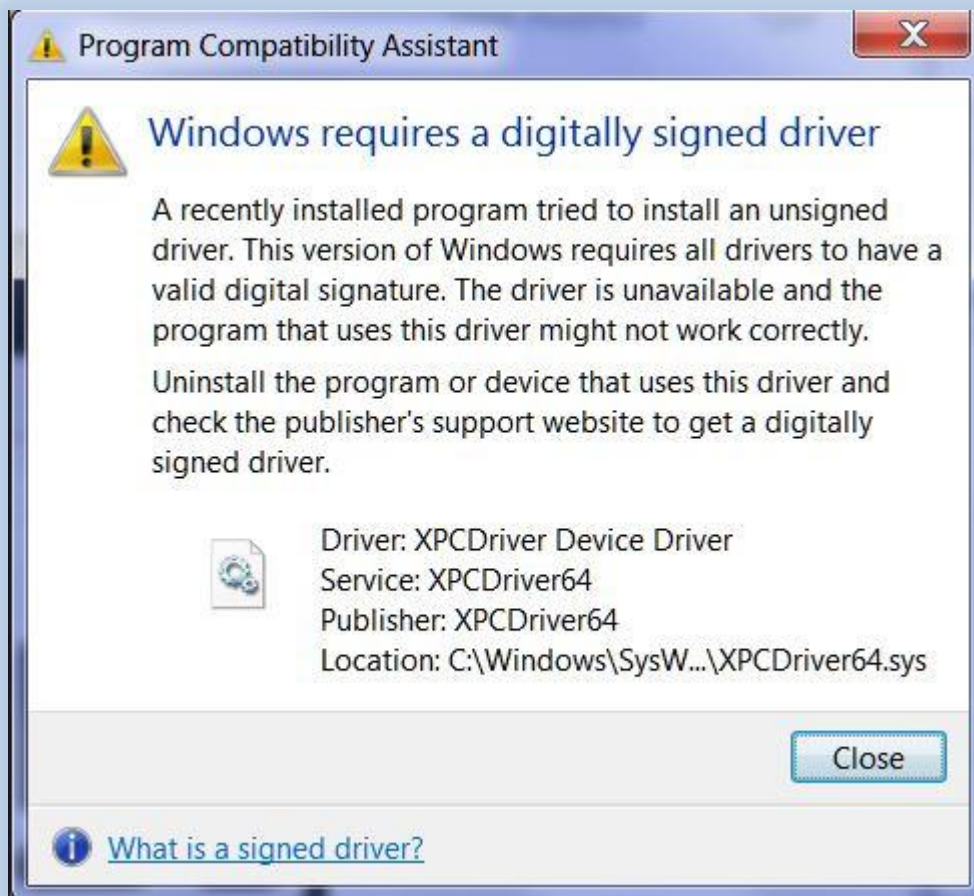 Program Compatibility Assistant
Windows requires a digitally signed driver
A recently installed program tried to install an unsigned
driver. This version of Windows requires all drivers to have a
valid digital signature. The driver is unavailable and the
program that uses this driver might not work correctly.
Uninstall the program or device that uses this driver and
check the publisher's support website to get a digitally
signed driver.
Driver: XPCDriver Device Driver
Service: XPCDriver64
Publisher: XPCDriver64
Location: C:\Windows\SysW...\XPCDriver64.sys
Close
What is a signed driver?